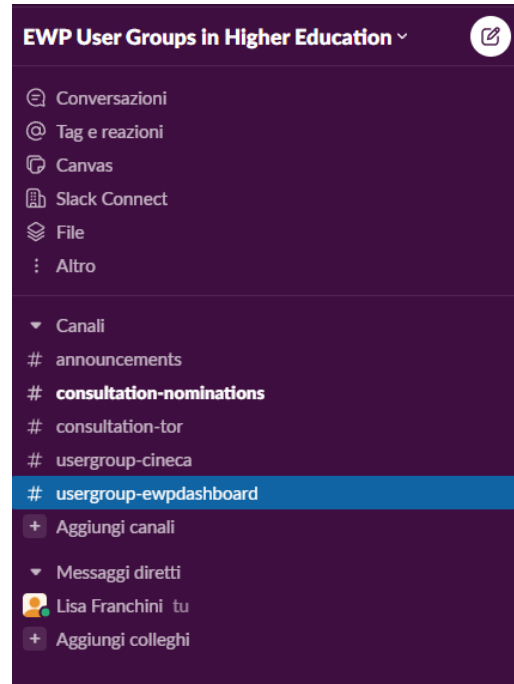 EWP User Groups in Higher Education
Conversazioni
@ Tag e reazioni
Canvas
Slack Connect
File
Altro
Canali
# announcements
# consultation-nominations
# consultation-tor
# usergroup-cineca
# usergroup-ewpdashboard
+ Aggiungi canali
Messaggi diretti
Lisa Franchini tu
+ Aggiungi colleghi